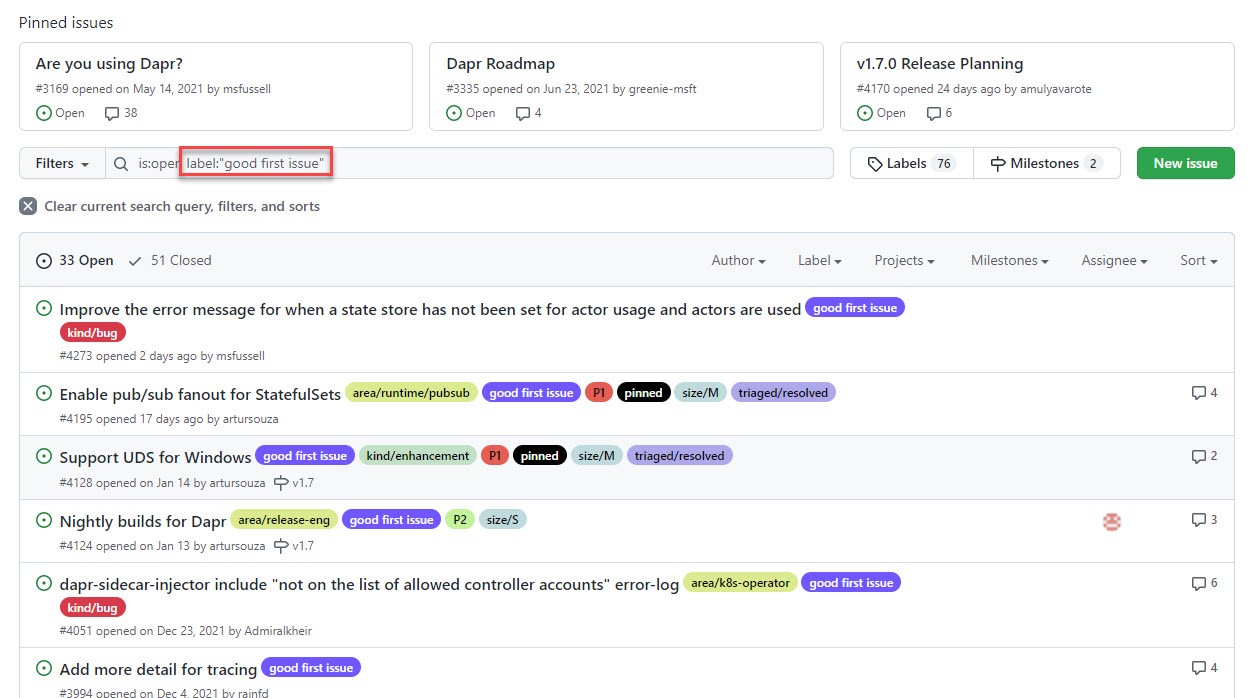 Pinned issues
Are you using Dapr?
#3169 opened on May 14, 2021 by msfussell
Open 38
Dapr Roadmap
#3335 opened on Jun 23, 2021 by greenie-msft
Open 4
v1.7.0 Release Planning
#4170 opened 24 days ago by amulyavarote
Open 6
Filters is:open label:"good first issue" Labels 76 Milestones 2 New issue
Clear current search query, filters, and sorts
33 Open 51 Closed Author Label Projects Milestones Assignee Sort
Improve the error message for when a state store has not been set for actor usage and actors are used good first issue
kind/bug
#4273 opened 2 days ago by msfussell
Enable pub/sub fanout for StatefulSets area/runtime/pubsub good first issue P1 pinned size/M triaged/resolved 4
#4195 opened 17 days ago by artursouza
Support UDS for Windows good first issue kind/enhancement P1 pinned size/M triaged/resolved 2
#4128 opened on Jan 14 by artursouza v1.7
Nightly builds for Dapr area/release-eng good first issue P2 size/S 3
#4124 opened on Jan 13 by artursouza v1.7
dapr-sidecar-injector include "not on the list of allowed controller accounts" error-log area/k8s-operator good first issue 6
kind/bug
#4051 opened on Dec 23, 2021 by Admiralkheir
Add more detail for tracing good first issue 4
#3994 opened on Dec 4, 2021 by rainfd